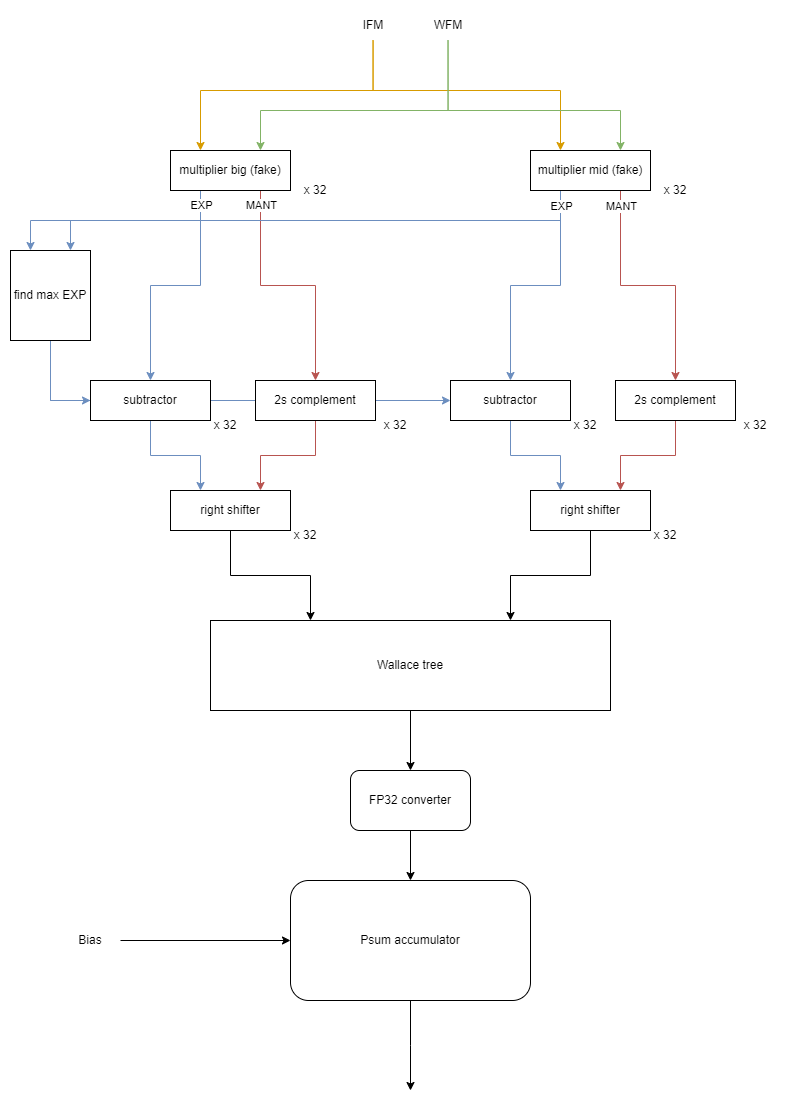 IFM
WFM
multiplier big (fake)
x 32
multiplier mid (fake)
x 32
EXP
MANT
EXP
MANT
find max EXP
subtractor
x 32
2s complement
x 32
subtractor
x 32
2s complement
x 32
right shifter
x 32
right shifter
x 32
Wallace tree
FP32 converter
Bias
Psum accumulator